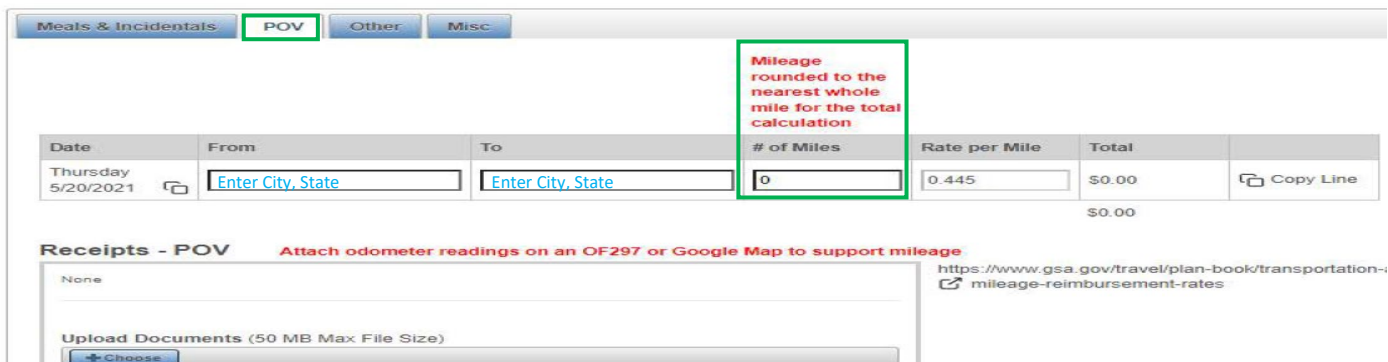 Meals & Incidentals POV Other Misc
Mileage
rounded to the
nearest whole
mile for the total
calculation
Date From To # of Miles Rate per Mile Total
Thursday
5/20/2021 Enter City, State Enter City, State 0 0.445 $0.00 Copy Line
$0.00
Receipts - POV Attach odometer readings on an OF297 or Google Map to support mileage
None
https://www.gsa.gov/travel/plan-book/transportation-
mileage-reimbursement-rates
Upload Documents (50 MB Max File Size)
+Choose